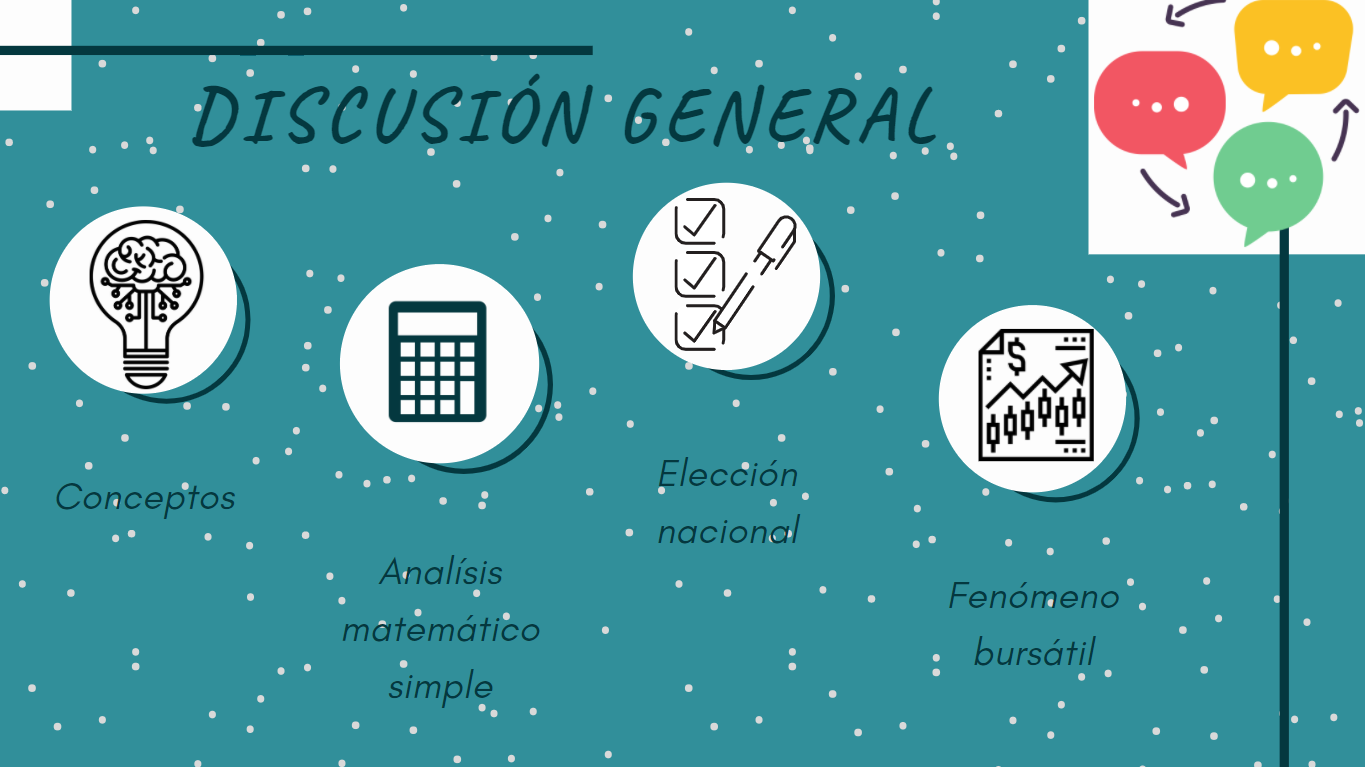 DISCUSIÓN GENERAL
Conceptos
Analísis
matemático
simple
Elección
nacional
$
Fenómeno
bursátil